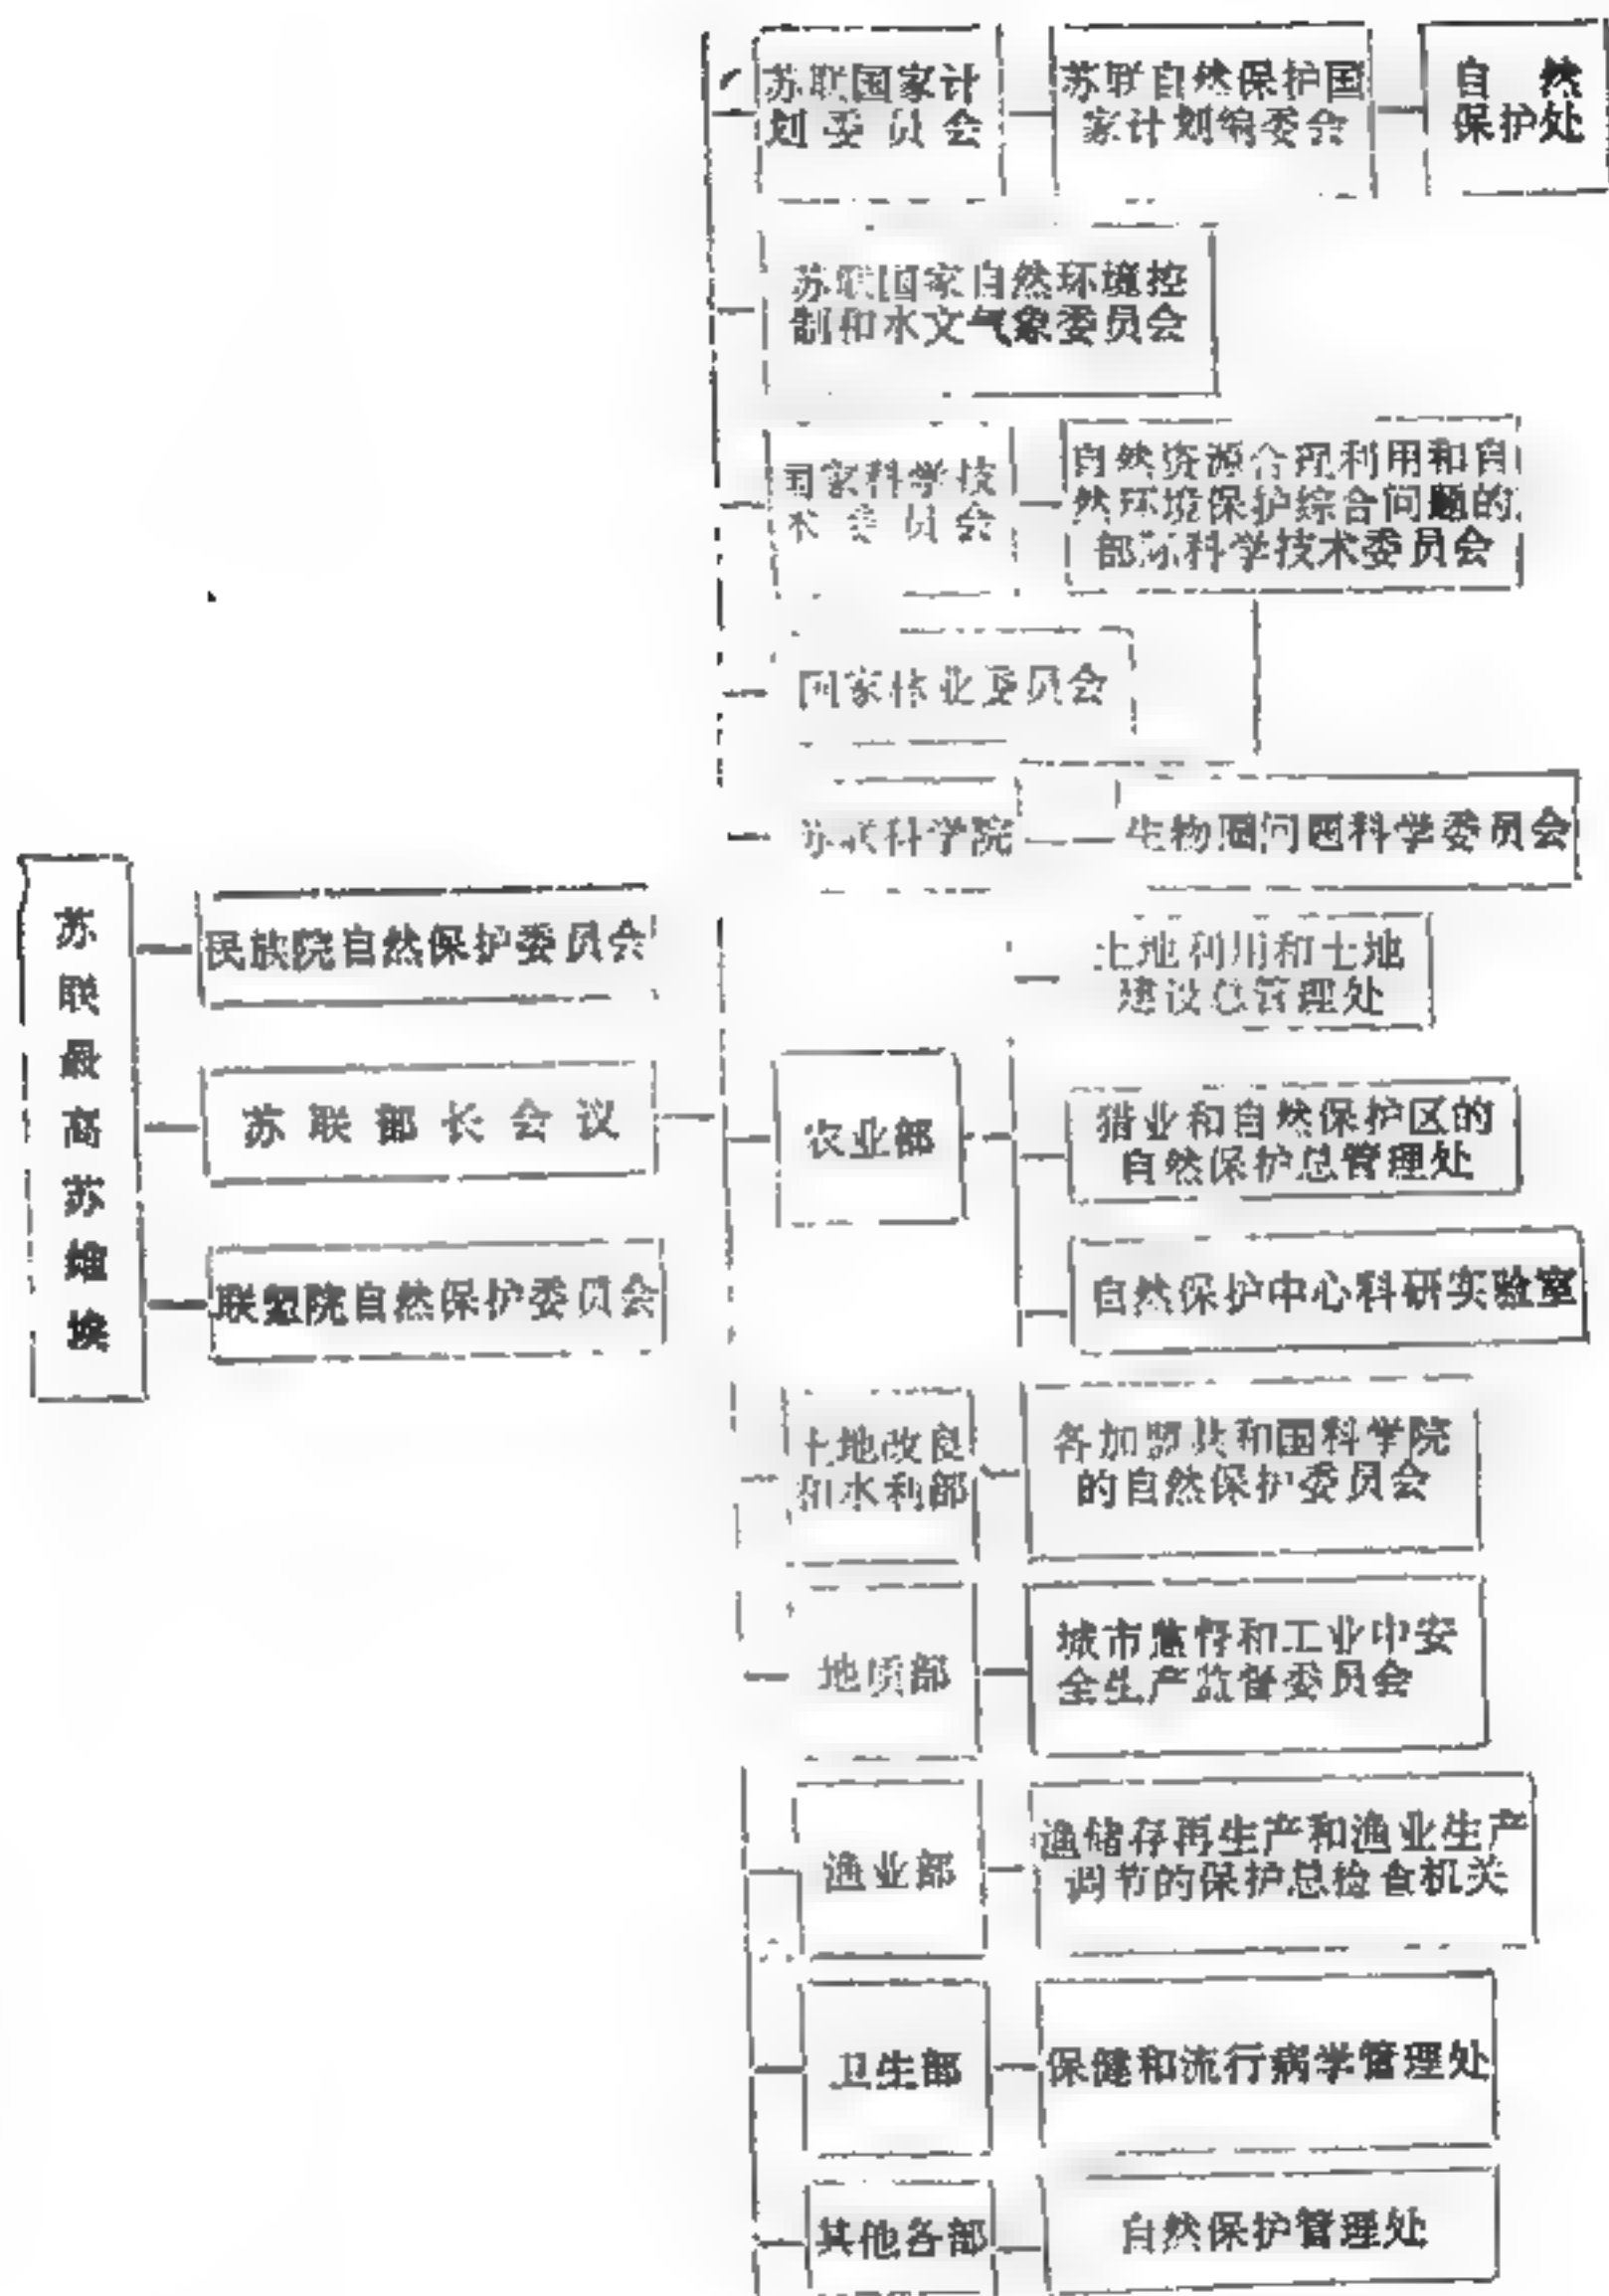 苏联国家计
划委员会
苏联自然保护国
家计划编委会
自然
保护处
苏联国家自然环境控
制和水文气象委员会
国家科学技
术委员会
自然资源合理利用和自
然环境保护综合问题的
部际科学技术委员会
国家林业委员会
苏联科学院
生物圈问题科学委员会
苏联最高苏维埃
民族院自然保护委员会
苏联部长会议
联盟院自然保护委员会
农业部
土地利用和土地
建设总管理处
猎业和自然保护区的
自然保护总管理处
自然保护中心科研实验室
土地改良
和水利部
各加盟共和国科学院
的自然保护委员会
地质部
城市监督和工业中安
全生产监督委员会
渔业部
渔储存再生产和渔业生产
调节的保护总检查机关
卫生部
保健和流行病学管理处
其他各部
自然保护管理处